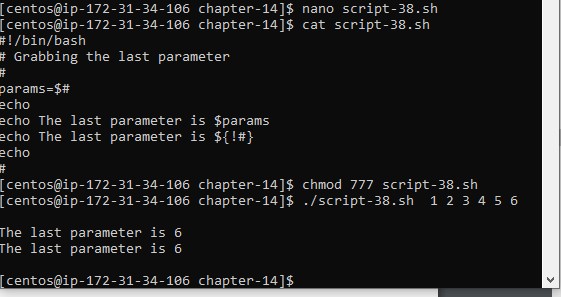 [centos@ip-172-31-34-106 chapter-14]$ nano script-38.sh
[centos@ip-172-31-34-106 chapter-14]$ cat script-38.sh
#!/bin/bash
# Grabbing the last parameter
#
params=$#
echo
echo The last parameter is $params
echo The last parameter is ${!#}
echo
#
[centos@ip-172-31-34-106 chapter-14]$ chmod 777 script-38.sh
[centos@ip-172-31-34-106 chapter-14]$ ./script-38.sh  1 2 3 4 5 6
The last parameter is 6
The last parameter is 6
[centos@ip-172-31-34-106 chapter-14]$